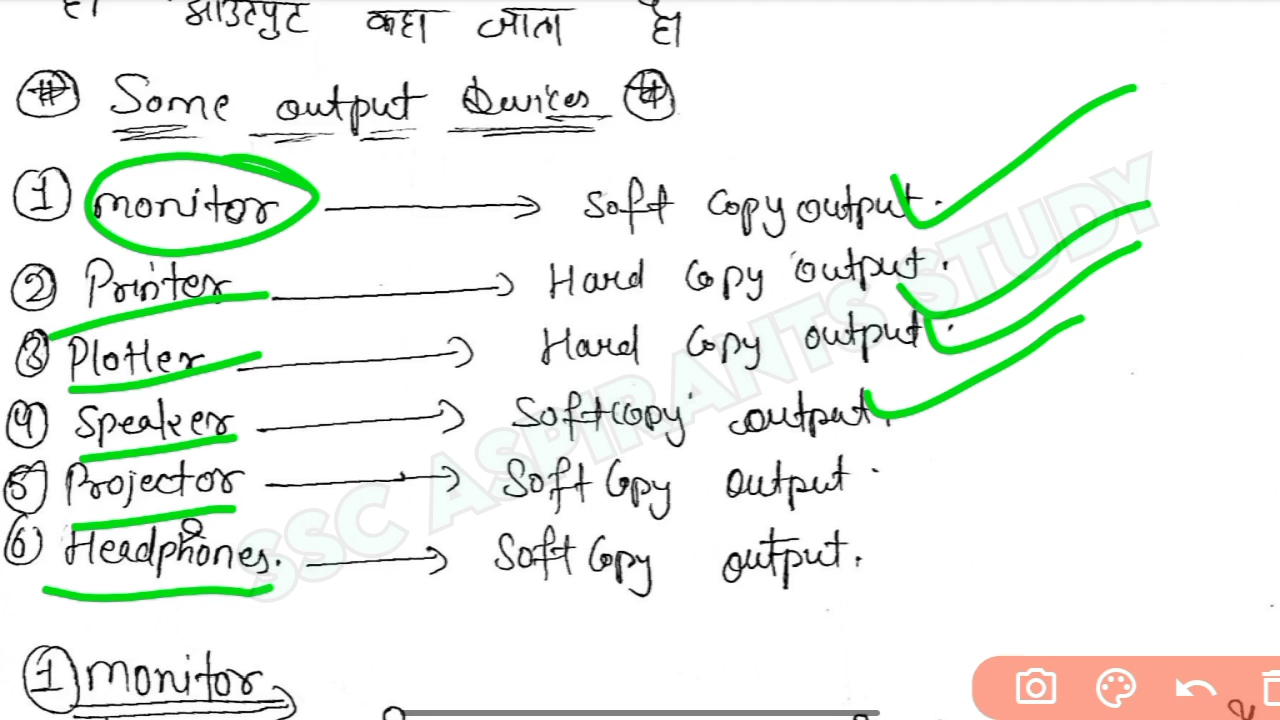 है। आउटपुट कहा जाता है।
# Some output Devices #
① monitor → Soft Copy output.
② Printer → Hard Copy output.
③ Plotter → Hard Copy output.
④ Speaker → Softcopy output.
⑤ Projector → Soft Copy output.
⑥ Headphones. → Soft Copy output.
① monitor →
SSC ASPIRANTS STUDY